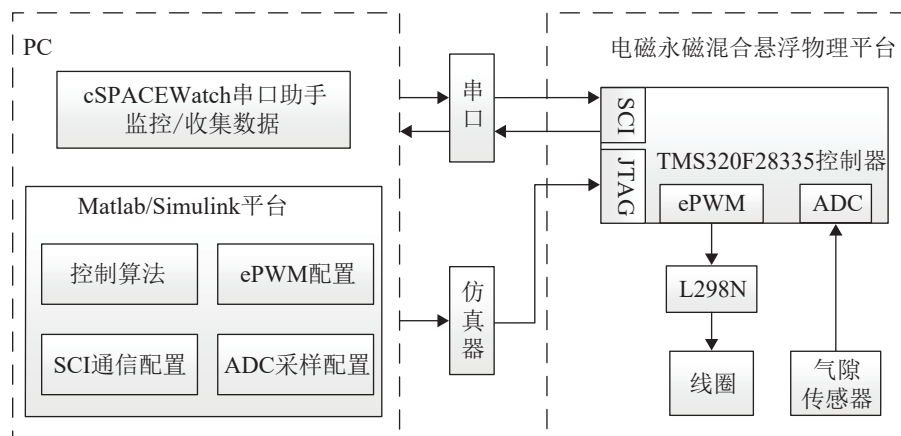 PC
cSPACEWatch串口助手
监控/收集数据
Matlab/Simulink平台
控制算法
ePWM配置
SCI通信配置
ADC采样配置
串口
仿真器
电磁永磁混合悬浮物理平台
SCI
JTAG
TMS320F28335控制器
ePWM
ADC
L298N
线圈
气隙
传感器